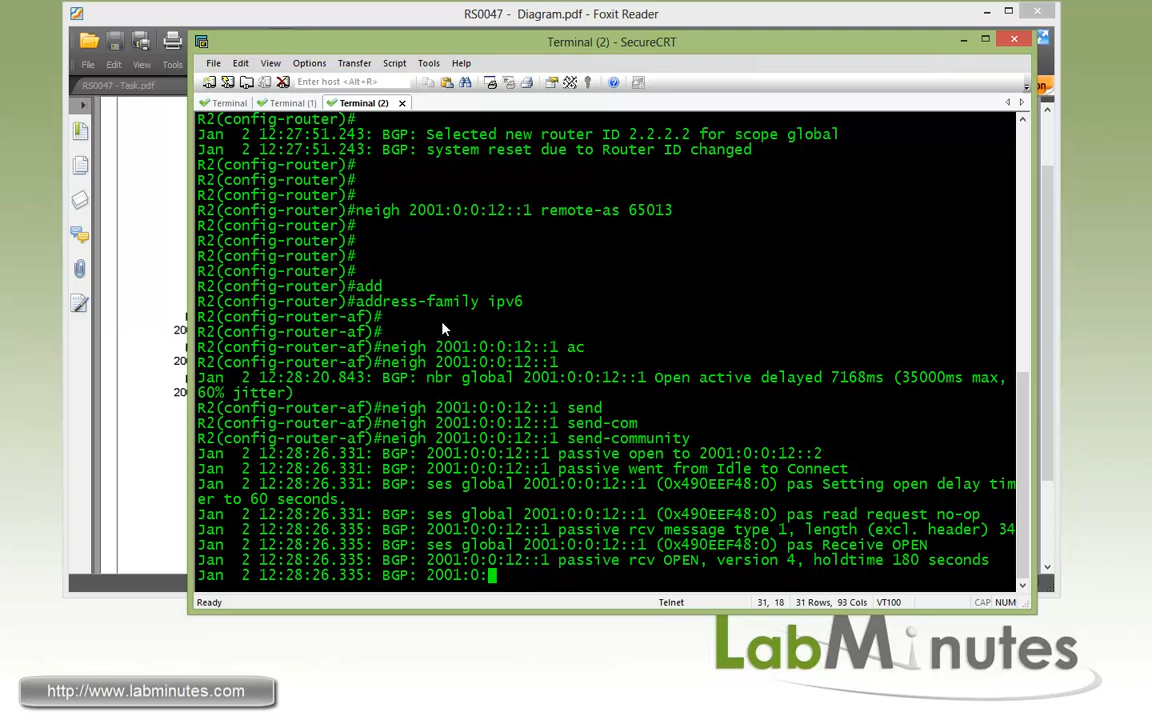 RS0047 - Diagram.pdf - Foxit Reader
File Edit View Tools
RS0047 - Task.pdf
Terminal (2) - SecureCRT
File Edit View Options Transfer Script Tools Help
Enter host <Alt+R>
Terminal Terminal (1) Terminal (2)
R2(config-router)#
Jan  2 12:27:51.243: BGP: Selected new router ID 2.2.2.2 for scope global
Jan  2 12:27:51.243: BGP: system reset due to Router ID changed
R2(config-router)#
R2(config-router)#
R2(config-router)#
R2(config-router)#neigh 2001:0:0:12::1 remote-as 65013
R2(config-router)#
R2(config-router)#
R2(config-router)#
R2(config-router)#
R2(config-router)#add
R2(config-router)#address-family ipv6
R2(config-router-af)#
R2(config-router-af)#
R2(config-router-af)#neigh 2001:0:0:12::1 ac
R2(config-router-af)#neigh 2001:0:0:12::1
Jan  2 12:28:20.843: BGP: nbr global 2001:0:0:12::1 Open active delayed 7168ms (35000ms max,
60% jitter)
R2(config-router-af)#neigh 2001:0:0:12::1 send
R2(config-router-af)#neigh 2001:0:0:12::1 send-com
R2(config-router-af)#neigh 2001:0:0:12::1 send-community
Jan  2 12:28:26.331: BGP: 2001:0:0:12::1 passive open to 2001:0:0:12::2
Jan  2 12:28:26.331: BGP: 2001:0:0:12::1 passive went from Idle to Connect
Jan  2 12:28:26.331: BGP: ses global 2001:0:0:12::1 (0x490EEF48:0) pas Setting open delay tim
er to 60 seconds.
Jan  2 12:28:26.331: BGP: ses global 2001:0:0:12::1 (0x490EEF48:0) pas read request no-op
Jan  2 12:28:26.335: BGP: 2001:0:0:12::1 passive rcv message type 1, length (excl. header) 34
Jan  2 12:28:26.335: BGP: ses global 2001:0:0:12::1 (0x490EEF48:0) pas Receive OPEN
Jan  2 12:28:26.335: BGP: 2001:0:0:12::1 passive rcv OPEN, version 4, holdtime 180 seconds
Jan  2 12:28:26.335: BGP: 2001:0:
Ready Telnet 31, 18 31 Rows, 93 Cols VT100 CAP NUM
LabMinutes
http://www.labminutes.com